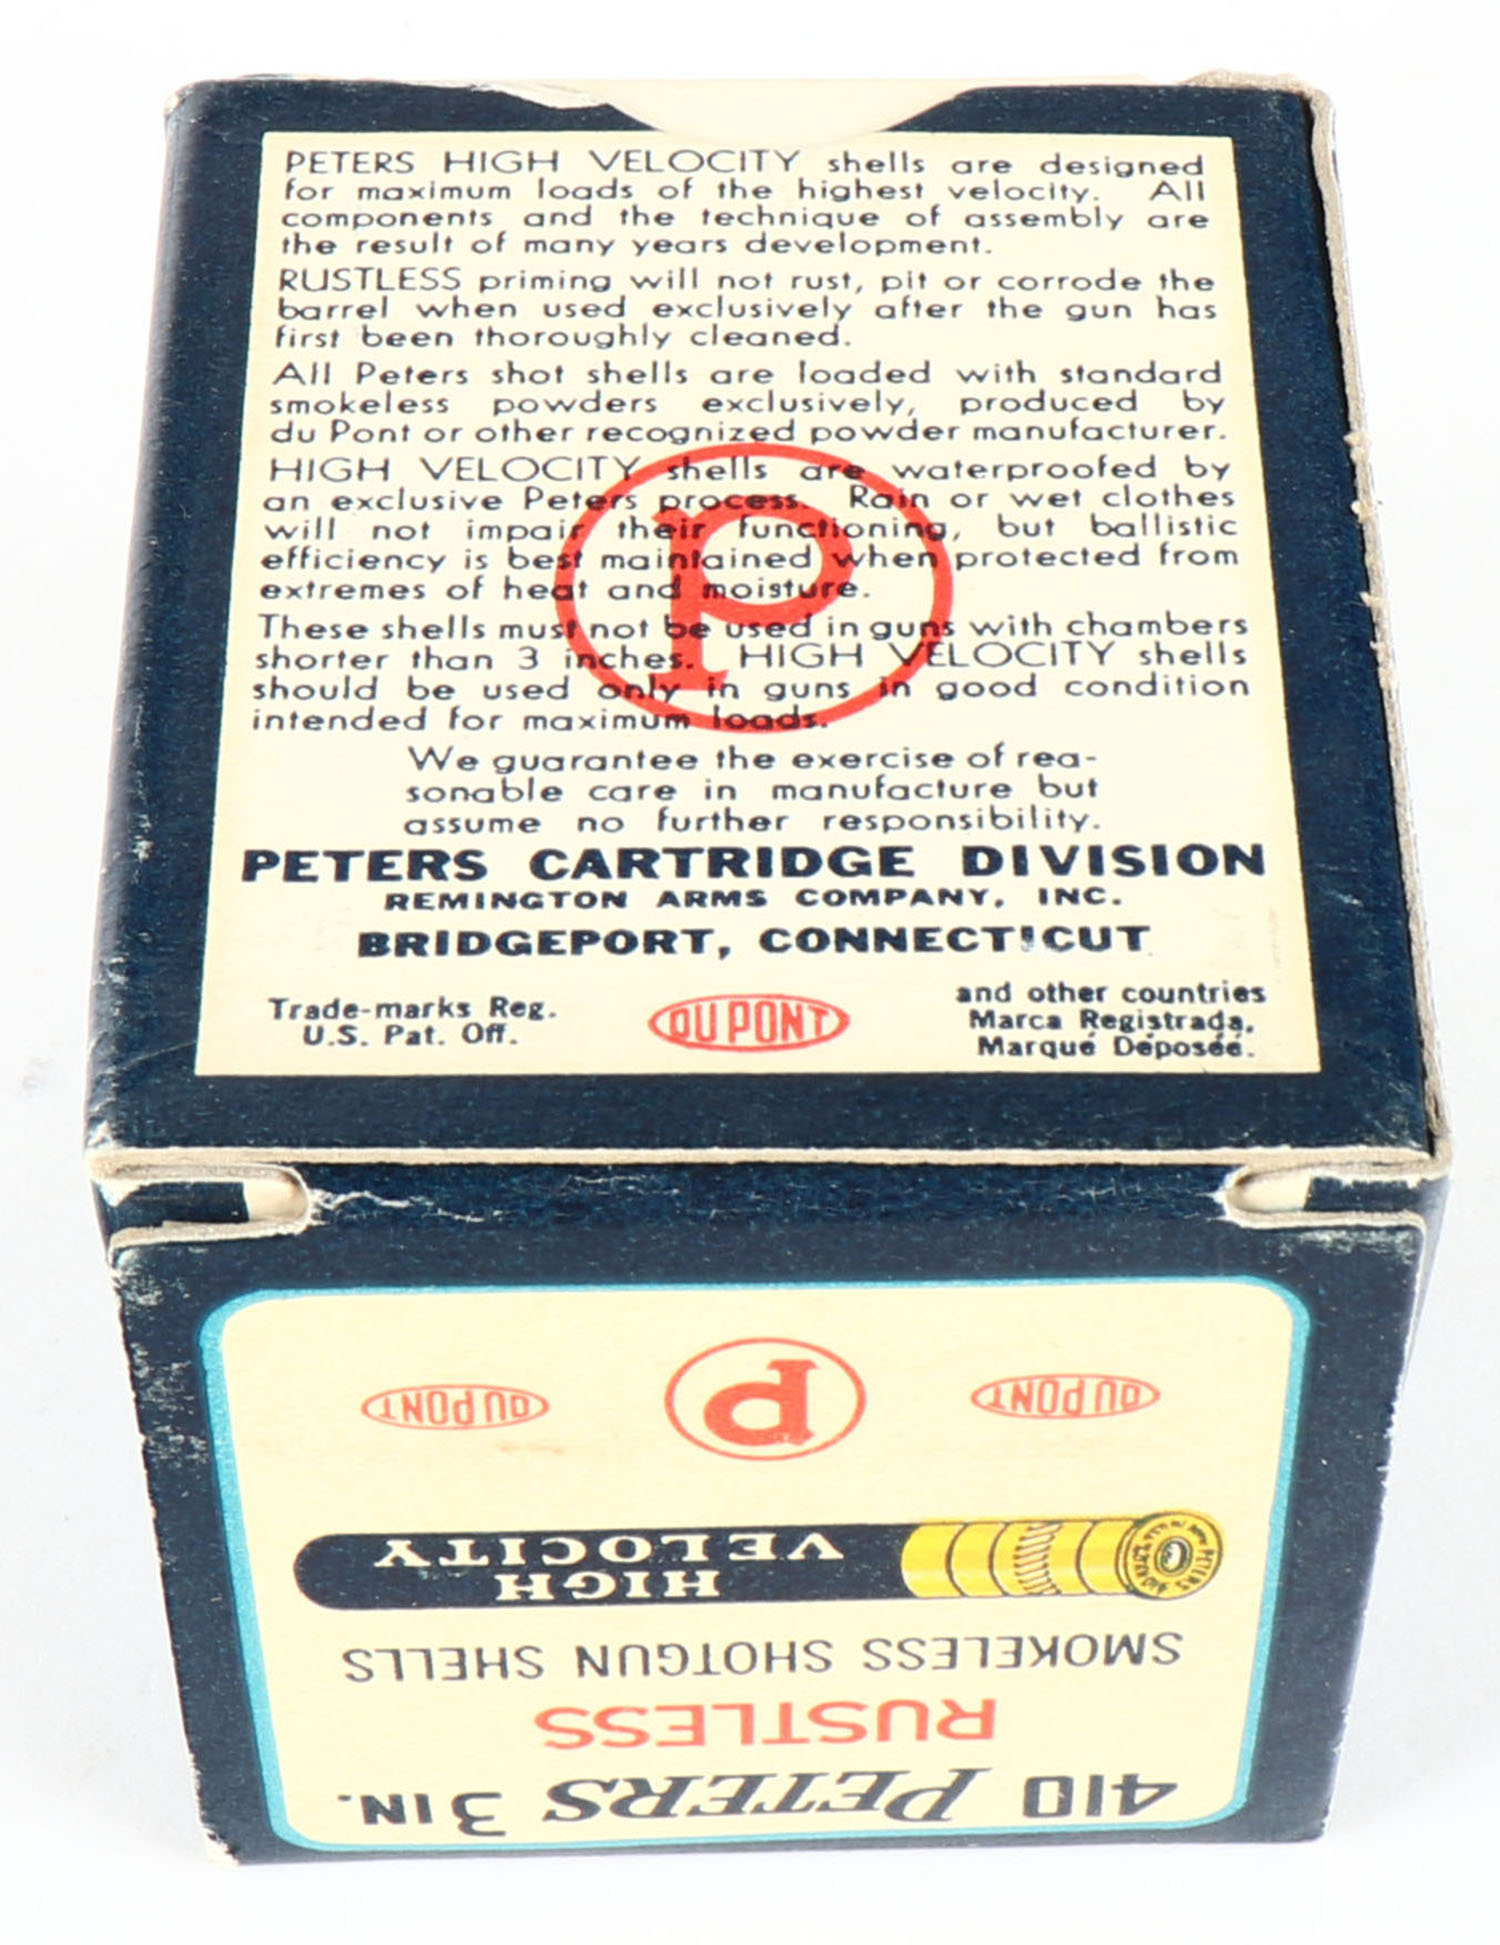 PETERS HIGH VELOCITY shells are designed
for maximum loads of the highest velocity. All
components and the technique of assembly are
the result of many years development.
RUSTLESS priming will not rust, pit or corrode the
barrel when used exclusively after the gun has
first been thoroughly cleaned.
All Peters shot shells are loaded with standard
smokeless powders exclusively, produced by
du Pont or other recognized powder manufacturer.
HIGH VELOCITY shells are waterproofed by
an exclusive Peters process. Rain or wet clothes
will not impair their functioning, but ballistic
efficiency is best maintained when protected from
extremes of heat and moisture.
These shells must not be used in guns with chambers
shorter than 3 inches. HIGH VELOCITY shells
should be used only in guns in good condition
intended for maximum loads.
P
We guarantee the exercise of rea-
sonable care in manufacture but
assume no further responsibility.
PETERS CARTRIDGE DIVISION
REMINGTON ARMS COMPANY, INC.
BRIDGEPORT, CONNECTICUT
Trade-marks Reg.
U.S. Pat. Off.
DU PONT
and other countries
Marca Registrada,
Marque Déposée.
410 PETERS 3 IN.
RUSTLESS
SMOKELESS SHOTGUN SHELLS
HIGH
VELOCITY
PETERS
DU PONT
P
DU PONT